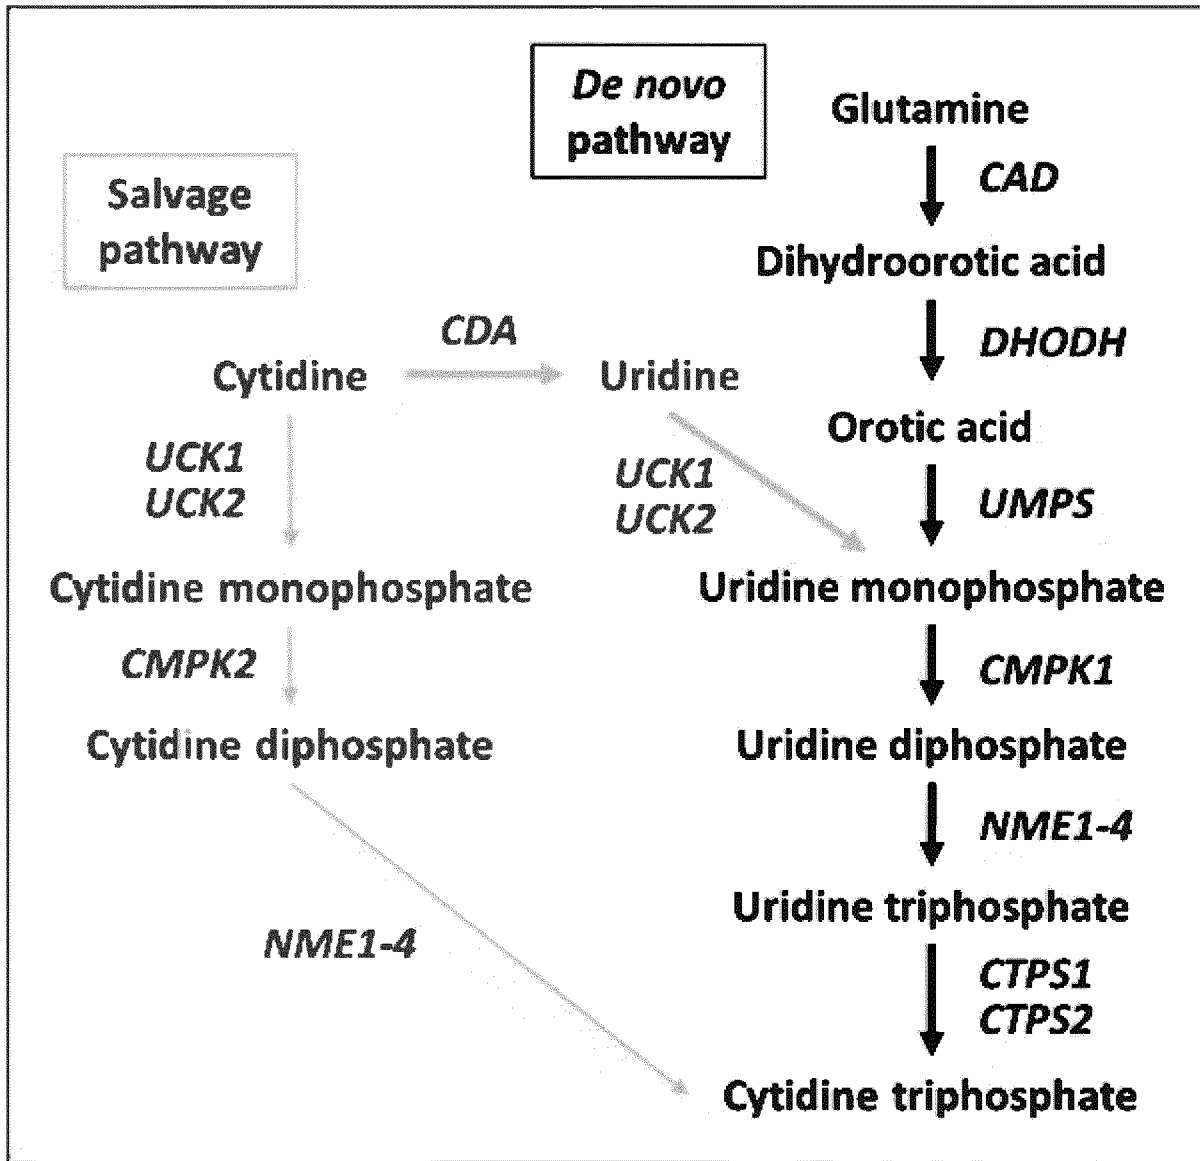 De novo
pathway
Glutamine
CAD
Salvage
pathway
Dihydroorotic acid
CDA
DHODH
Cytidine
Uridine
Orotic acid
UCK1
UCK2
UCK1
UCK2
UMPS
Cytidine monophosphate
Uridine monophosphate
CMPK2
CMPK1
Cytidine diphosphate
Uridine diphosphate
NME1-4
Uridine triphosphate
NME1-4
CTPS1
CTPS2
Cytidine triphosphate